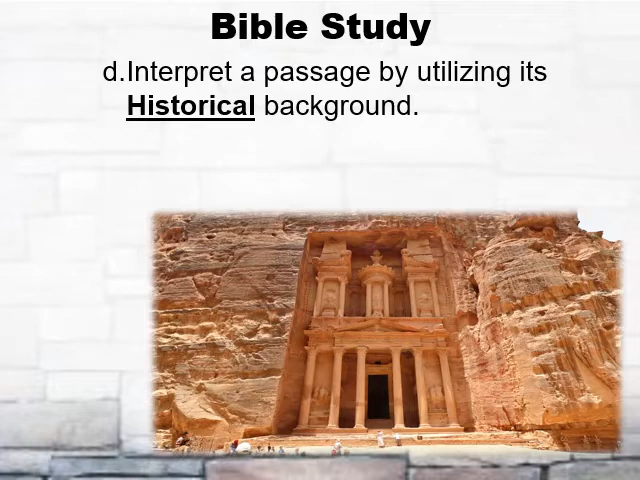 Bible Study
d.Interpret a passage by utilizing its
Historical background.